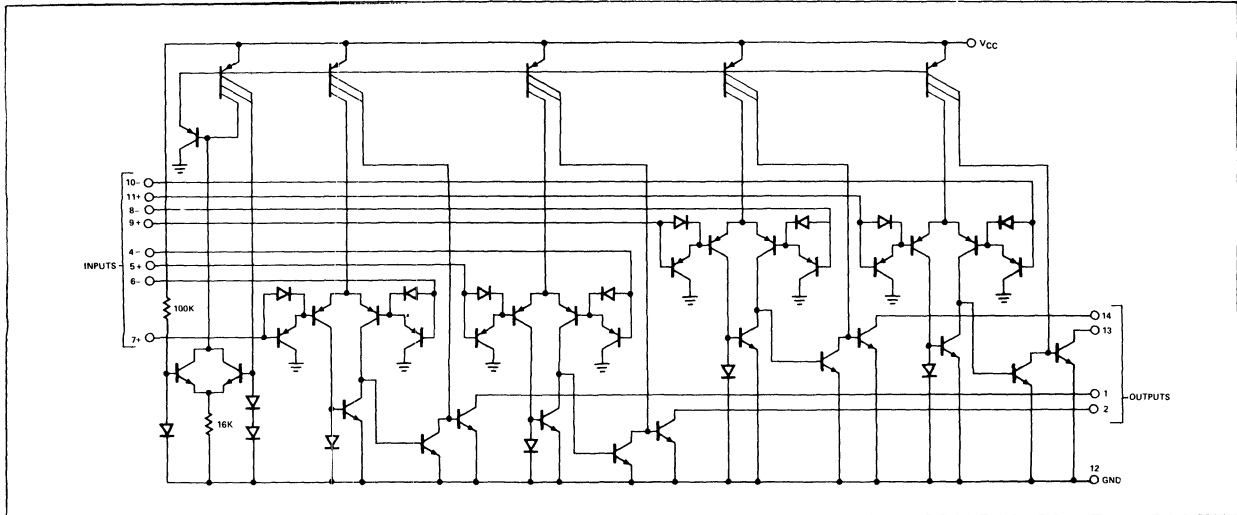 VCC
10-
11+
8-
9+
4-
INPUTS
5+
6-
100K
7+
14
13
16K
1
OUTPUTS
2
12
GND